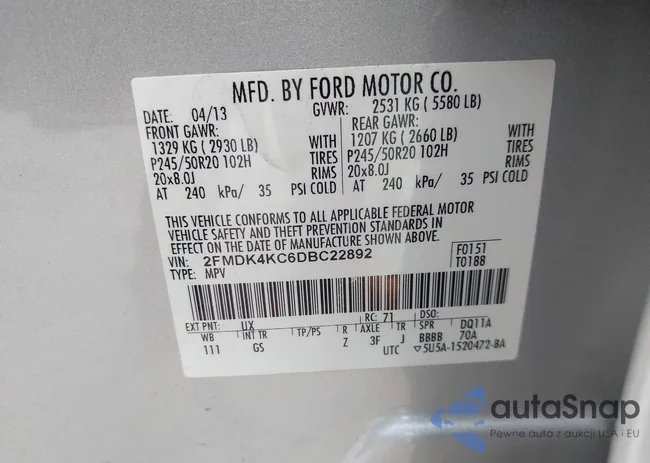 MFD. BY FORD MOTOR CO.
DATE: 04/13 GVWR: 2531 KG ( 5580 LB)
FRONT GAWR: REAR GAWR:
1329 KG ( 2930 LB) WITH 1207 KG ( 2660 LB) WITH
P245/50R20 102H TIRES P245/50R20 102H TIRES
20x8.0J RIMS 20x8.0J RIMS
AT 240 kPa/ 35 PSI COLD AT 240 kPa/ 35 PSI COLD
THIS VEHICLE CONFORMS TO ALL APPLICABLE FEDERAL MOTOR
VEHICLE SAFETY AND THEFT PREVENTION STANDARDS IN
EFFECT ON THE DATE OF MANUFACTURE SHOWN ABOVE.
VIN: 2FMDK4KC6DBC22892 F0151
TYPE: MPV T0188
EXT PNT: UX RC: 71 DSO:
WB INT TR TP/PS R AXLE TR SPR DQ11A
111 GS Z 3F J BBBB 70A
UTC ▽5U5A-1520472-BA
autoSnap
Pewne auto z aukcji USA i EU